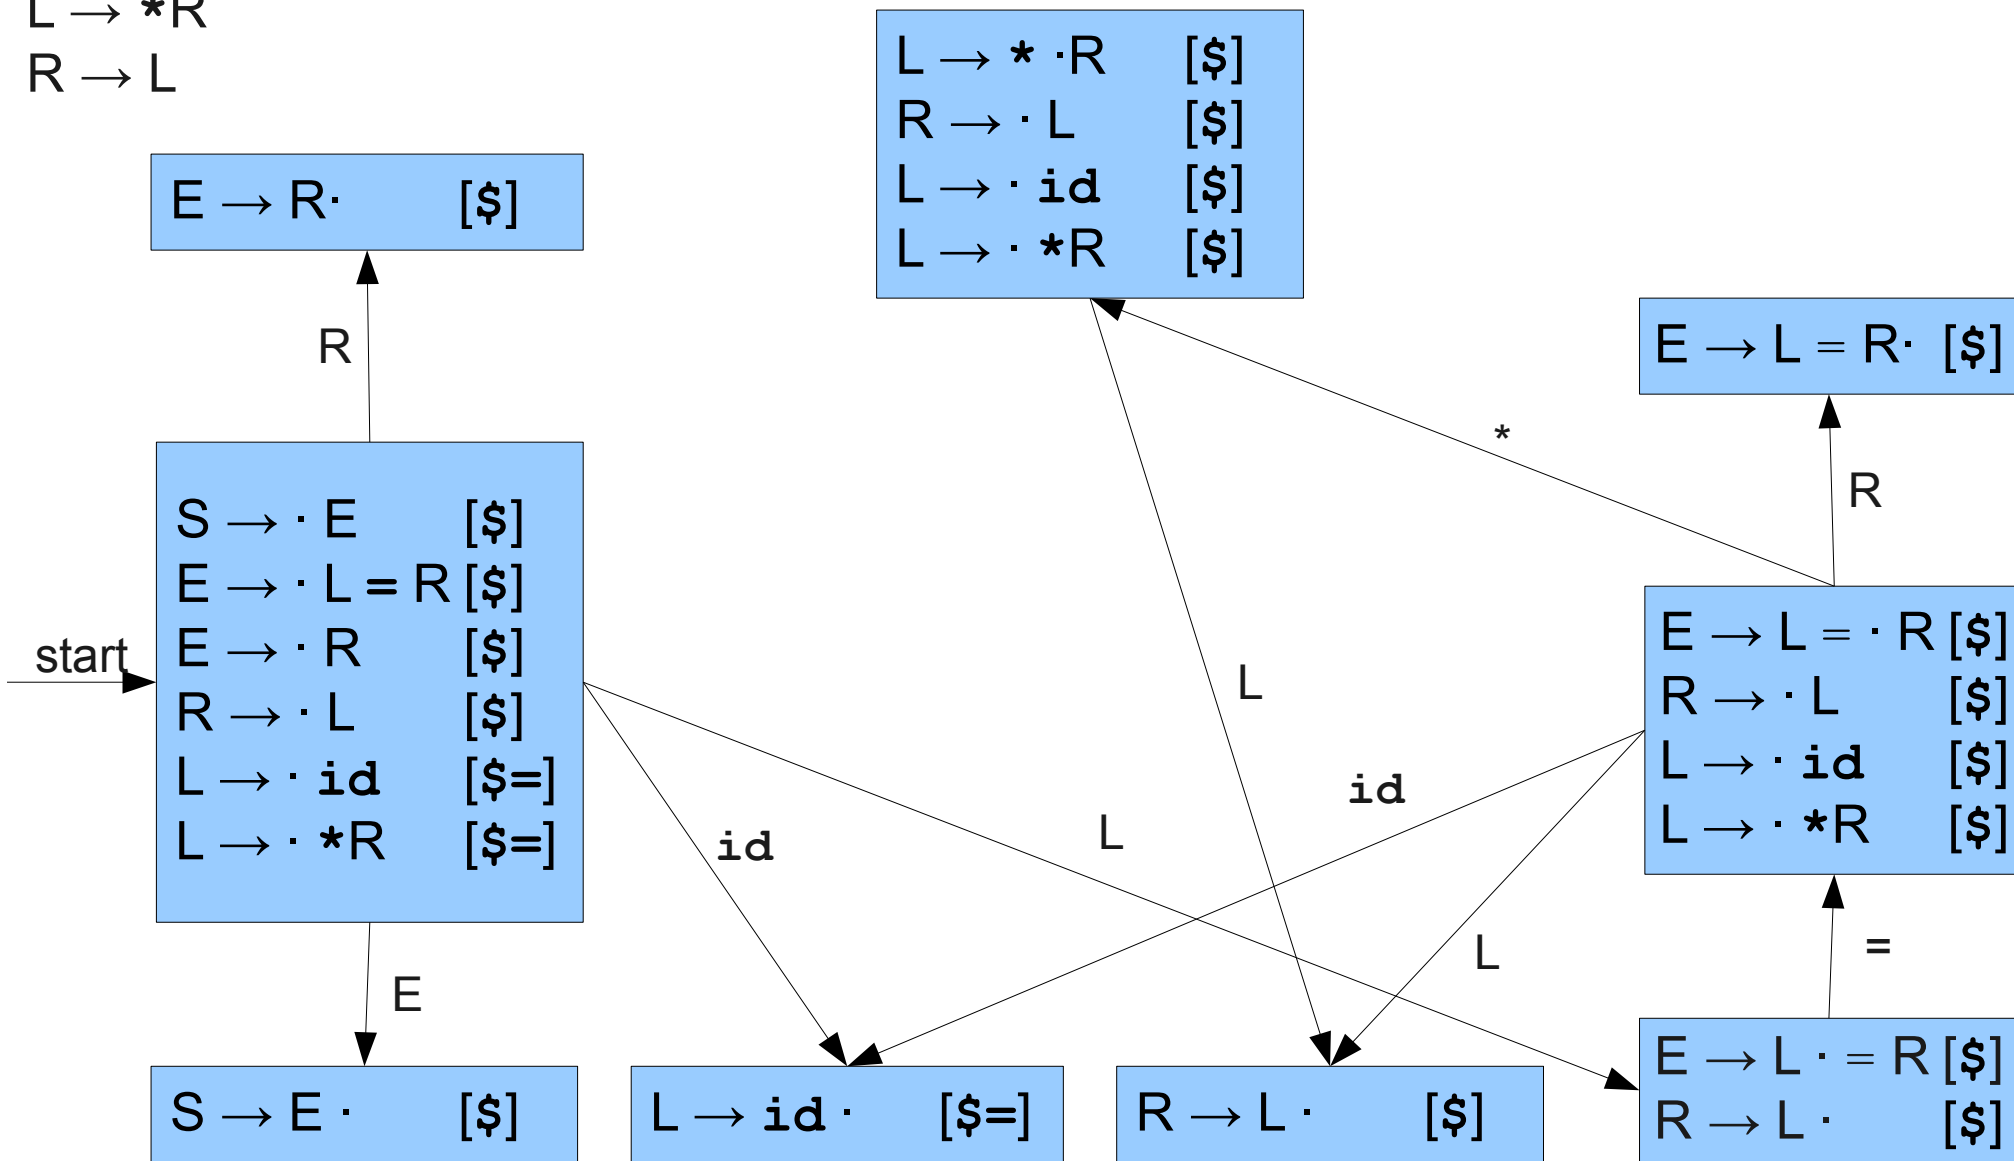 L → *R
R → L
L → * ·R [$]
R → · L [$]
L → · id [$]
L → · *R [$]
E → R· [$]
R
E → L = R· [$]
*
R
S → · E [$]
E → · L = R [$]
E → · R [$]
R → · L [$]
L → · id [$=]
L → · *R [$=]
start
E → L = · R [$]
R → · L [$]
L → · id [$]
L → · *R [$]
L
id
L
id
L
=
E
S → E · [$]
L → id · [$=]
R → L · [$]
E → L · = R [$]
R → L · [$]